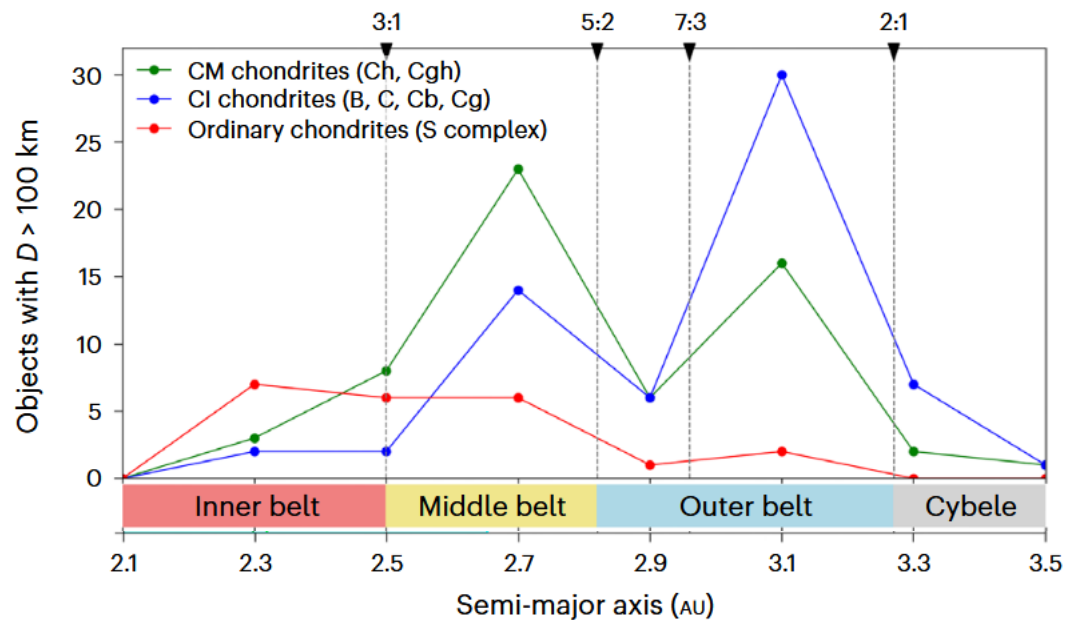 3:1 5:2 7:3 2:1
CM chondrites (Ch, Cgh)
CI chondrites (B, C, Cb, Cg)
Ordinary chondrites (S complex)
Objects with D > 100 km
30
25
20
15
10
5
0
Inner belt Middle belt Outer belt Cybele
2.1 2.3 2.5 2.7 2.9 3.1 3.3 3.5
Semi-major axis (AU)